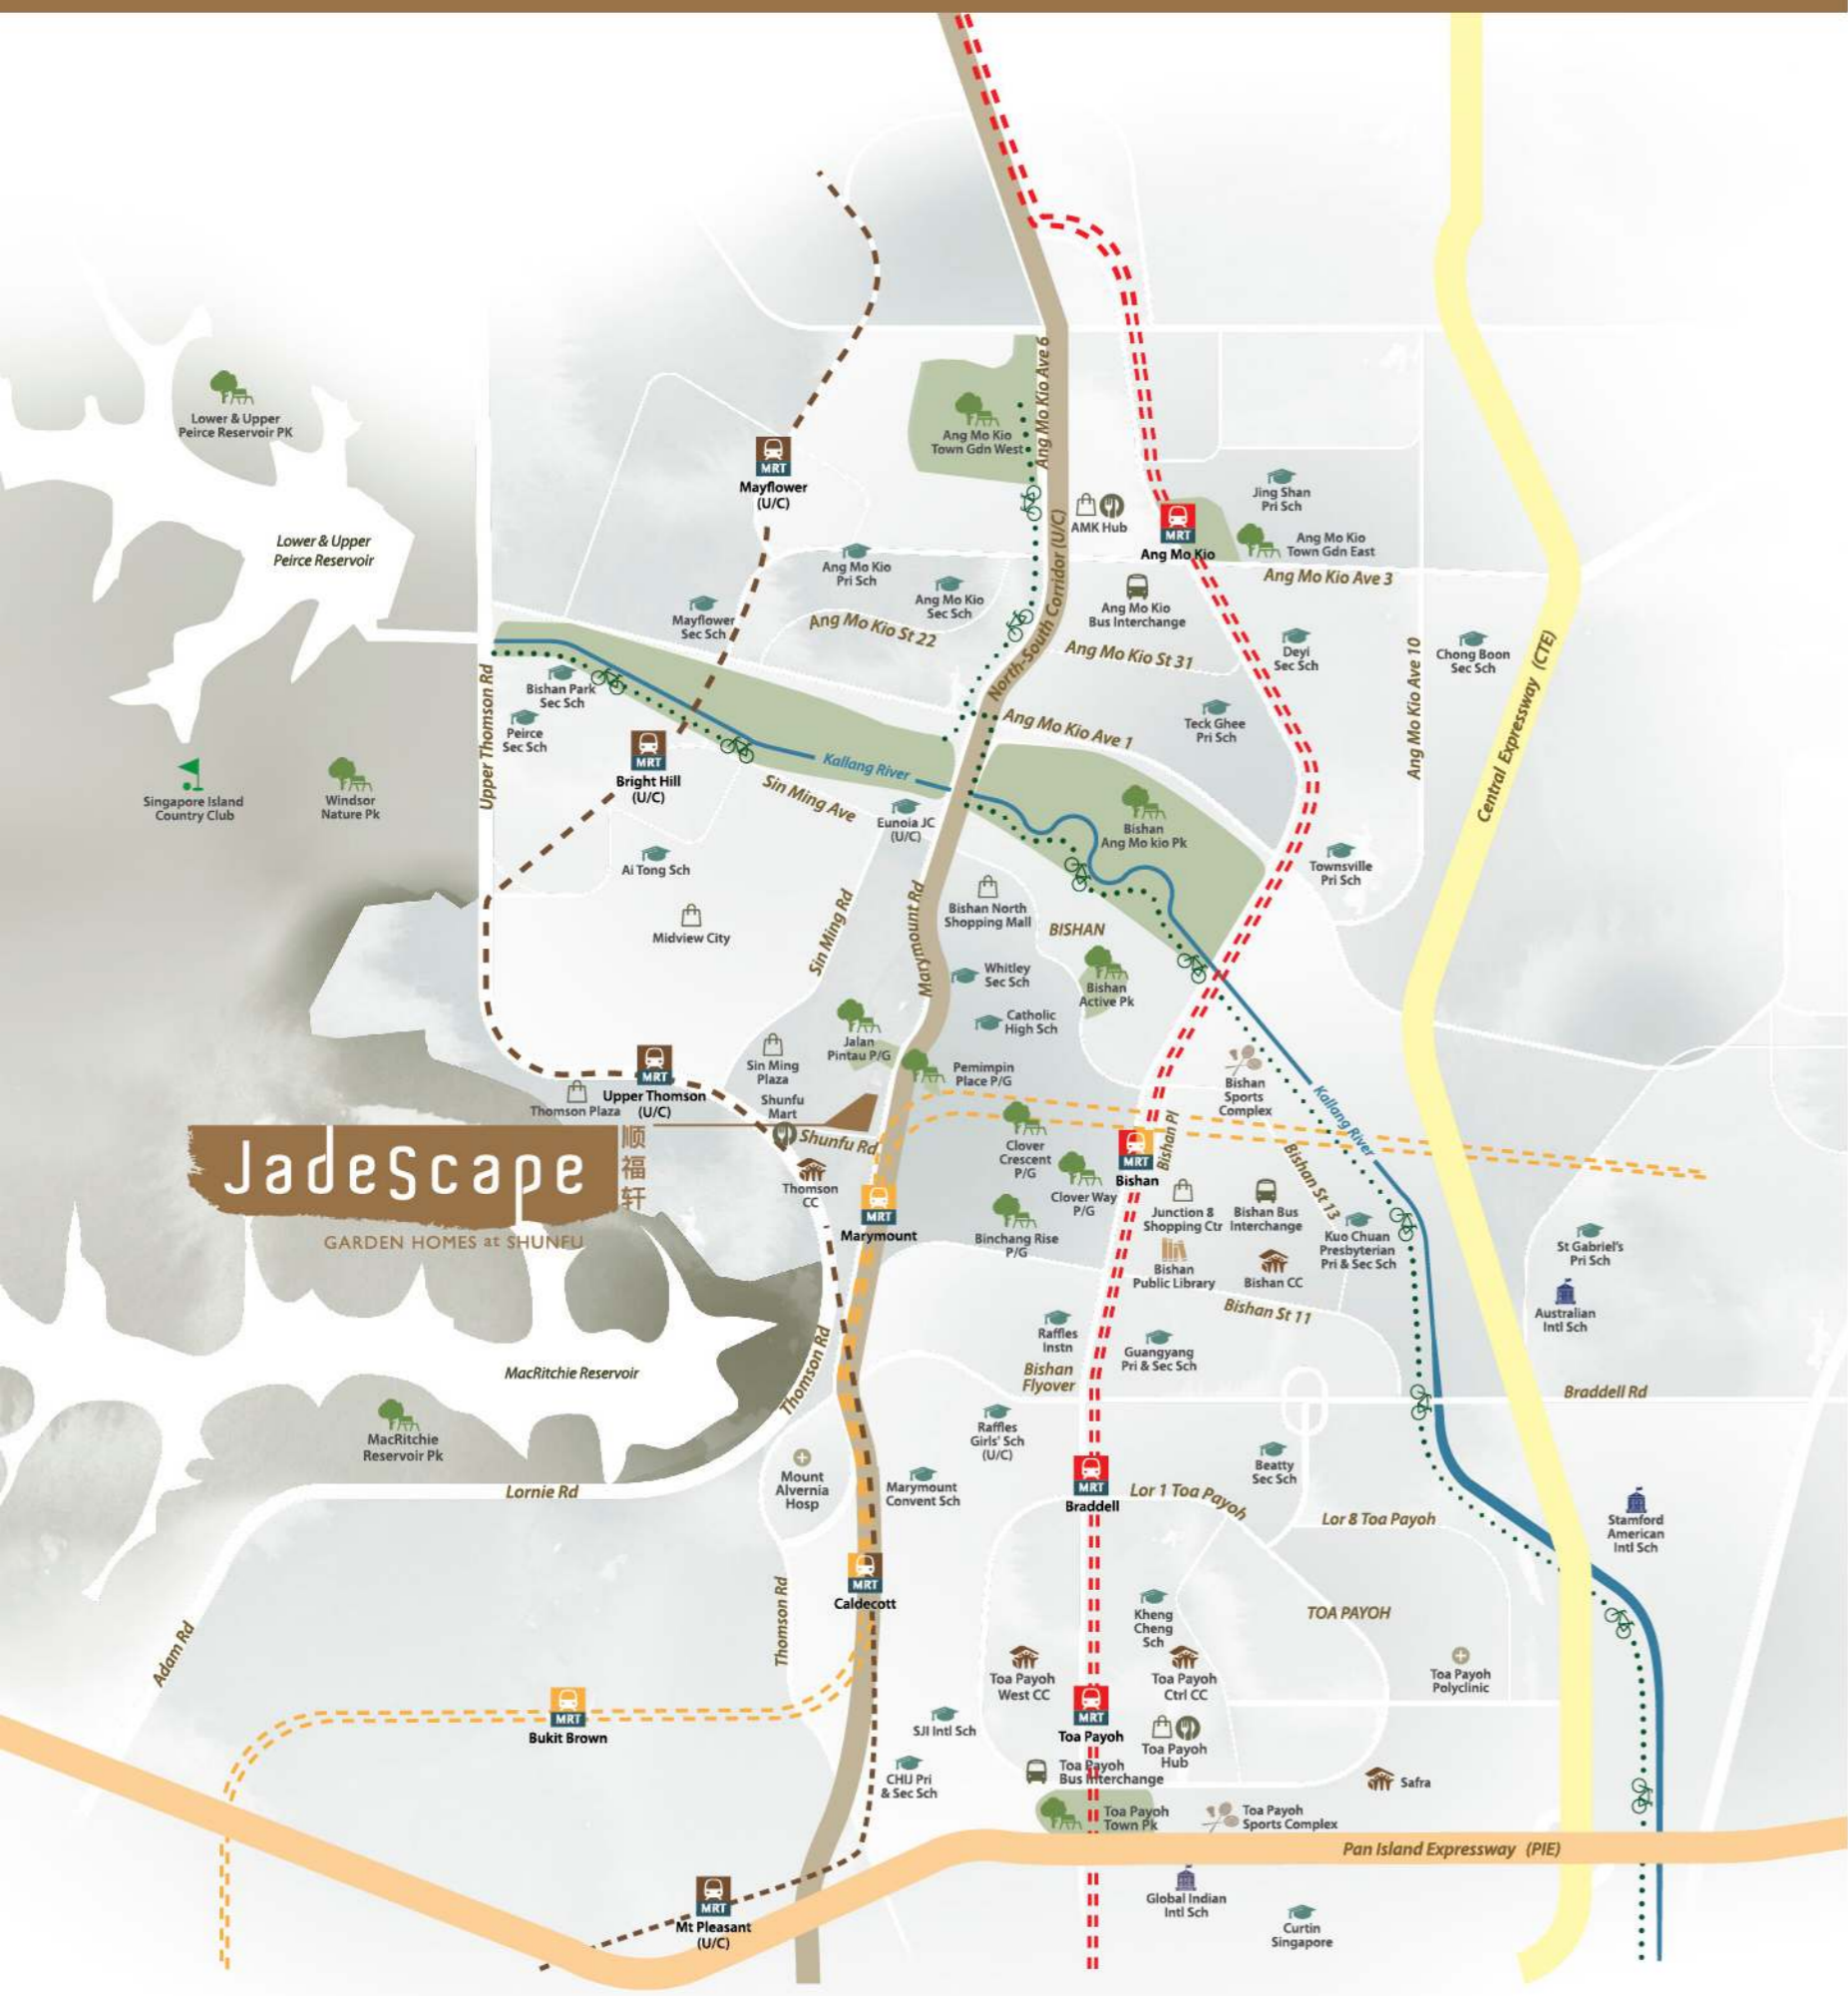 Lower & Upper
Peirce Reservoir PK
Lower & Upper
Peirce Reservoir
Singapore Island
Country Club
Windsor
Nature Pk
Upper Thomson Rd
MRT
Mayflower
(U/C)
Ang Mo Kio
Town Gdn West
Ang Mo Kio Ave 6
North-South Corridor (U/C)
AMK Hub
MRT
Ang Mo Kio
Jing Shan
Pri Sch
Ang Mo Kio
Town Gdn East
Ang Mo Kio Ave 3
Ang Mo Kio
Pri Sch
Ang Mo Kio
Sec Sch
Mayflower
Sec Sch
Ang Mo Kio St 22
Ang Mo Kio
Bus Interchange
Ang Mo Kio St 31
Deyi
Sec Sch
Ang Mo Kio Ave 10
Chong Boon
Sec Sch
Central Expressway (CTE)
Bishan Park
Sec Sch
Peirce
Sec Sch
MRT
Bright Hill
(U/C)
Kallang River
Sin Ming Ave
Ang Mo Kio Ave 1
Teck Ghee
Pri Sch
Eunoia JC
(U/C)
Bishan
Ang Mo kio Pk
Townsville
Pri Sch
Ai Tong Sch
Midview City
Sin Ming Rd
Marymount Rd
Bishan North
Shopping Mall
BISHAN
Whitley
Sec Sch
Bishan
Active Pk
Catholic
High Sch
Jalan
Pintau P/G
Sin Ming
Plaza
Pemimpin
Place P/G
Bishan
Sports
Complex
Kallang River
MRT
Upper Thomson
(U/C)
Thomson Plaza
Shunfu
Mart
Shunfu Rd
JadeScape
顺
福
轩
GARDEN HOMES at SHUNFU
Thomson
CC
MRT
Marymount
Clover
Crescent
P/G
Clover Way
P/G
Binchang Rise
P/G
MRT
Bishan
Bishan Pl
Bishan St 13
Junction 8
Shopping Ctr
Bishan Bus
Interchange
Kuo Chuan
Presbyterian
Pri & Sec Sch
Bishan
Public Library
Bishan CC
Bishan St 11
St Gabriel's
Pri Sch
Australian
Intl Sch
Raffles
Instn
Guangyang
Pri & Sec Sch
Bishan
Flyover
Braddell Rd
MacRitchie Reservoir
Thomson Rd
MacRitchie
Reservoir Pk
Lornie Rd
Mount
Alvernia
Hosp
Marymount
Convent Sch
Raffles
Girls' Sch
(U/C)
MRT
Braddell
Lor 1 Toa Payoh
Beatty
Sec Sch
Lor 8 Toa Payoh
Stamford
American
Intl Sch
Adam Rd
Thomson Rd
MRT
Caldecott
Kheng
Cheng
Sch
TOA PAYOH
Toa Payoh
West CC
Toa Payoh
Ctrl CC
Toa Payoh
Polyclinic
MRT
Bukit Brown
SJI Intl Sch
MRT
Toa Payoh
Toa Payoh
Hub
CHIJ Pri
& Sec Sch
Toa Payoh
Bus Interchange
Safra
Toa Payoh
Town Pk
Toa Payoh
Sports Complex
Pan Island Expressway (PIE)
MRT
Mt Pleasant
(U/C)
Global Indian
Intl Sch
Curtin
Singapore